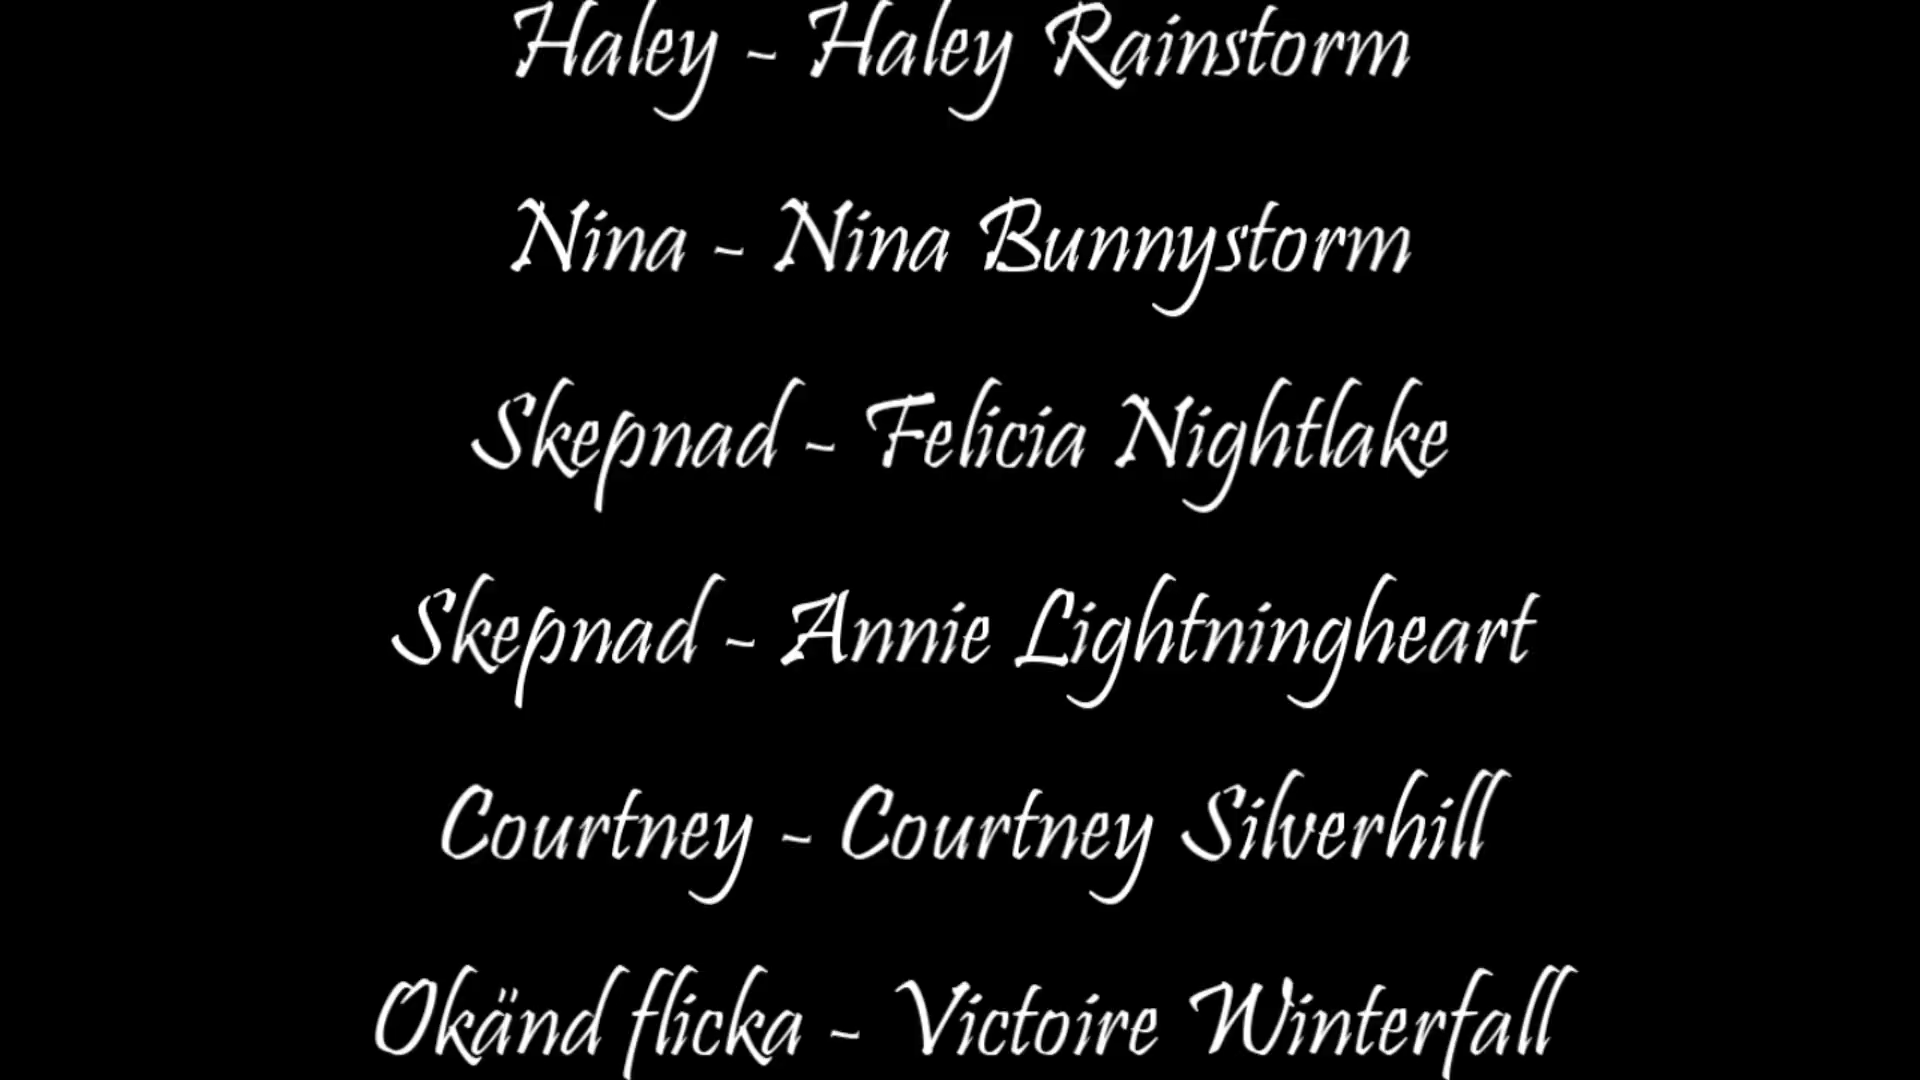 Haley - Haley Rainstorm
Nina - Nina Bunnystorm
Skepnad - Felicia Nightlake
Skepnad - Annie Lightningheart
Courtney - Courtney Silverhill
Okänd flicka - Victoire Winterfall